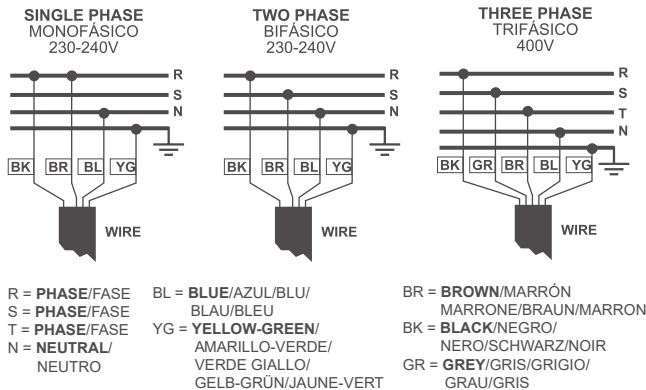 SINGLE PHASE
MONOFÁSICO
230-240V
R
S
N
BK BR BL YG
WIRE
TWO PHASE
BIFÁSICO
230-240V
R
S
N
BK BR BL YG
WIRE
THREE PHASE
TRIFÁSICO
400V
R
S
T
N
BK GR BR BL YG
WIRE
R = PHASE/FASE
S = PHASE/FASE
T = PHASE/FASE
N = NEUTRAL/
NEUTRO
BL = BLUE/AZUL/BLU/
BLAU/BLEU
YG = YELLOW-GREEN/
AMARILLO-VERDE/
VERDE GIALLO/
GELB-GRÜN/JAUNE-VERT
BR = BROWN/MARRÓN
MARRONE/BRAUN/MARRON
BK = BLACK/NEGRO/
NERO/SCHWARZ/NOIR
GR = GREY/GRIS/GRIGIO/
GRAU/GRIS